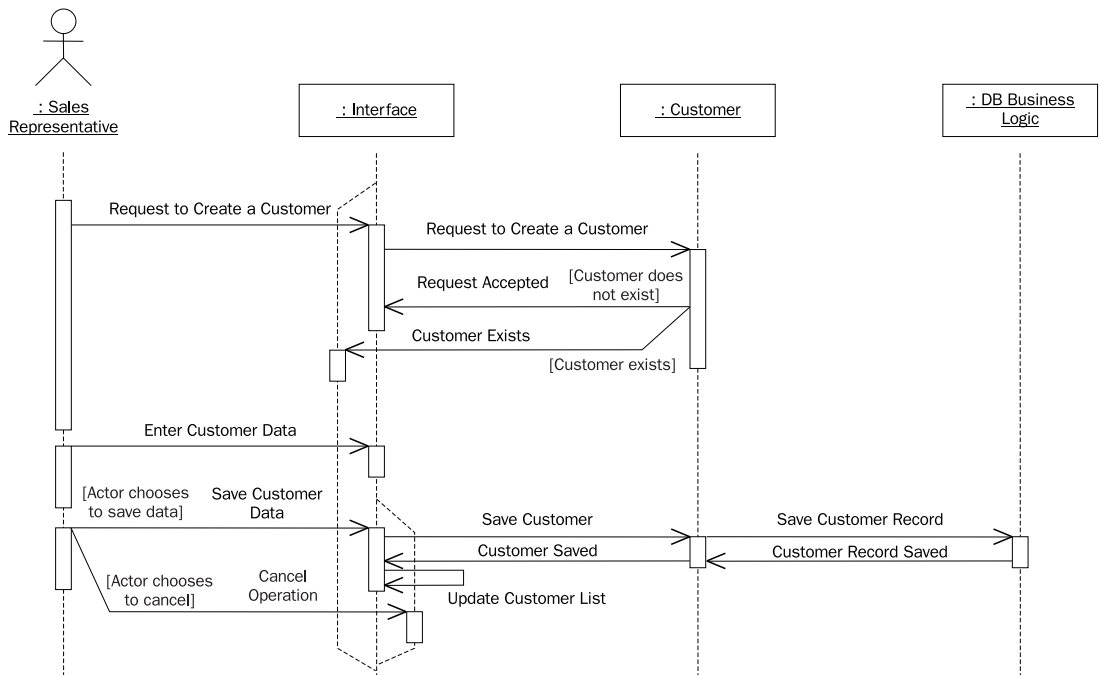 : Sales
Representative
: Interface
: Customer
: DB Business
Logic
Request to Create a Customer
Request to Create a Customer
Request Accepted
[Customer does
not exist]
Customer Exists
[Customer exists]
Enter Customer Data
[Actor chooses
to save data]
Save Customer
Data
Save Customer
Save Customer Record
Customer Saved
Customer Record Saved
Update Customer List
[Actor chooses
to cancel]
Cancel
Operation